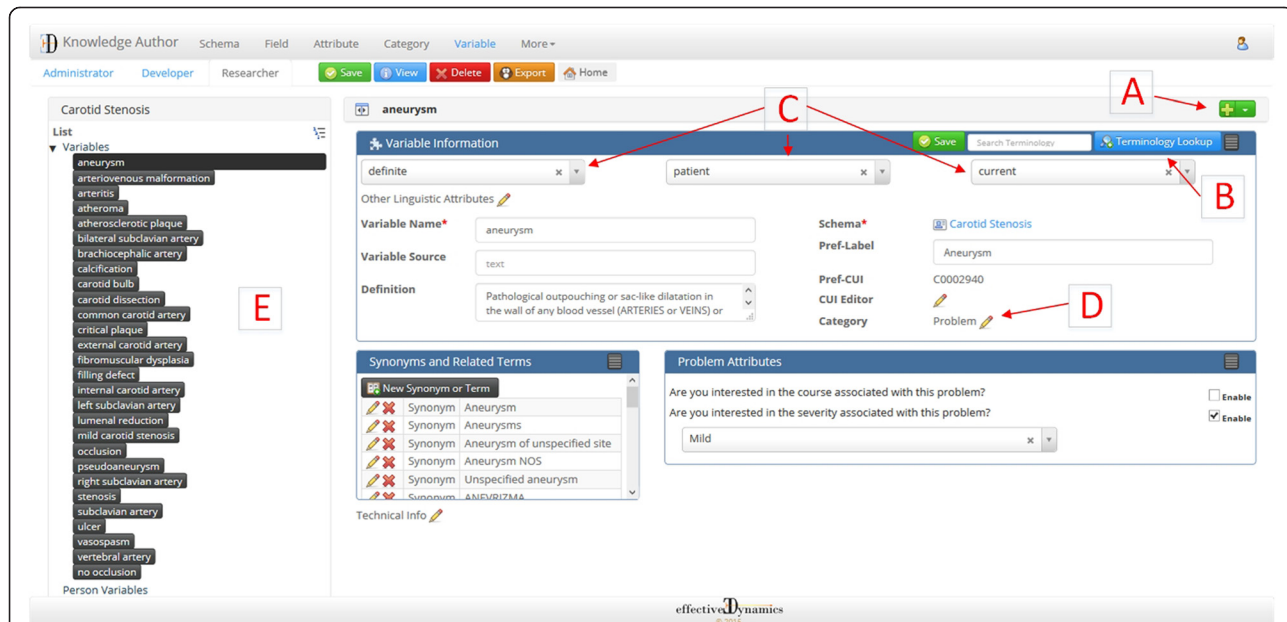 Knowledge Author Schema Field Attribute Category Variable More
Administrator Developer Researcher Save View Delete Export Home
A
Carotid Stenosis
aneurysm
C
List
Variables
aneurysm
arteriovenous malformation
arteritis
atheroma
atherosclerotic plaque
bilateral subclavian artery
brachiocephalic artery
calcification
carotid bulb
carotid dissection
common carotid artery
critical plaque
external carotid artery
fibromuscular dysplasia
filling defect
internal carotid artery
left subclavian artery
lumenal reduction
mild carotid stenosis
occlusion
pseudoaneurysm
right subclavian artery
stenosis
subclavian artery
ulcer
vasospasm
vertebral artery
no occlusion
Person Variables
E
Variable Information Save Search Terminology Terminology Lookup
definite patient current
B
Other Linguistic Attributes
Variable Name* aneurysm
Variable Source text
Definition Pathological outpouching or sac-like dilatation in
the wall of any blood vessel (ARTERIES or VEINS) or
Schema* Carotid Stenosis
Pref-Label Aneurysm
Pref-CUI C0002940
CUI Editor
Category Problem
D
Synonyms and Related Terms
New Synonym or Term
Synonym Aneurysm
Synonym Aneurysms
Synonym Aneurysm of unspecified site
Synonym Aneurysm NOS
Synonym Unspecified aneurysm
Synonym ANEVRIZMA
Technical Info
Problem Attributes
Are you interested in the course associated with this problem? Enable
Are you interested in the severity associated with this problem? Enable
Mild
effective Dynamics